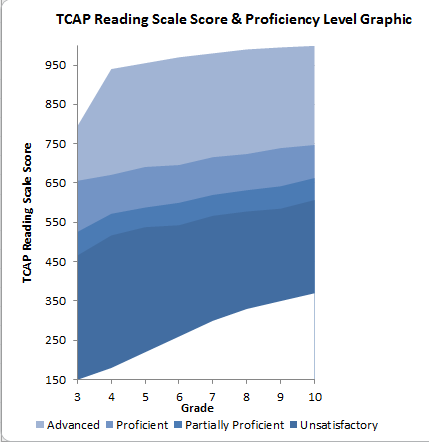 TCAP Reading Scale Score & Proficiency Level Graphic
TCAP Reading Scale Score
950
850
750
650
550
450
350
250
150
3 4 5 6 7 8 9 10
Grade
Advanced Proficient Partially Proficient Unsatisfactory